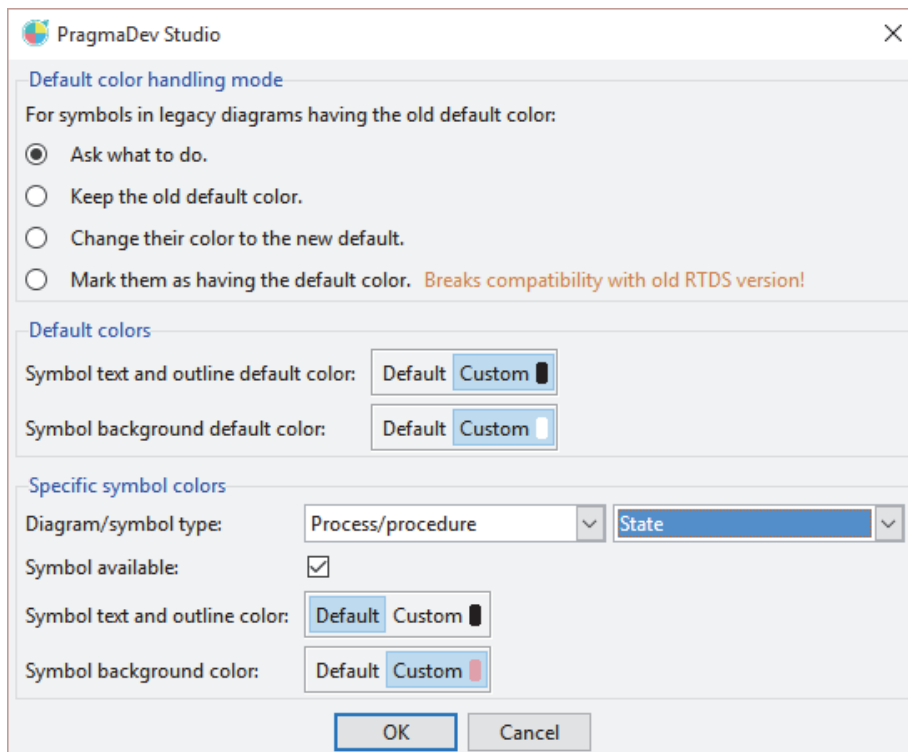 PragmaDev Studio
Default color handling mode
For symbols in legacy diagrams having the old default color:
Ask what to do.
Keep the old default color.
Change their color to the new default.
Mark them as having the default color. Breaks compatibility with old RTDS version!
Default colors
Symbol text and outline default color: Default Custom
Symbol background default color: Default Custom
Specific symbol colors
Diagram/symbol type: Process/procedure State
Symbol available:
Symbol text and outline color: Default Custom
Symbol background color: Default Custom
OK Cancel